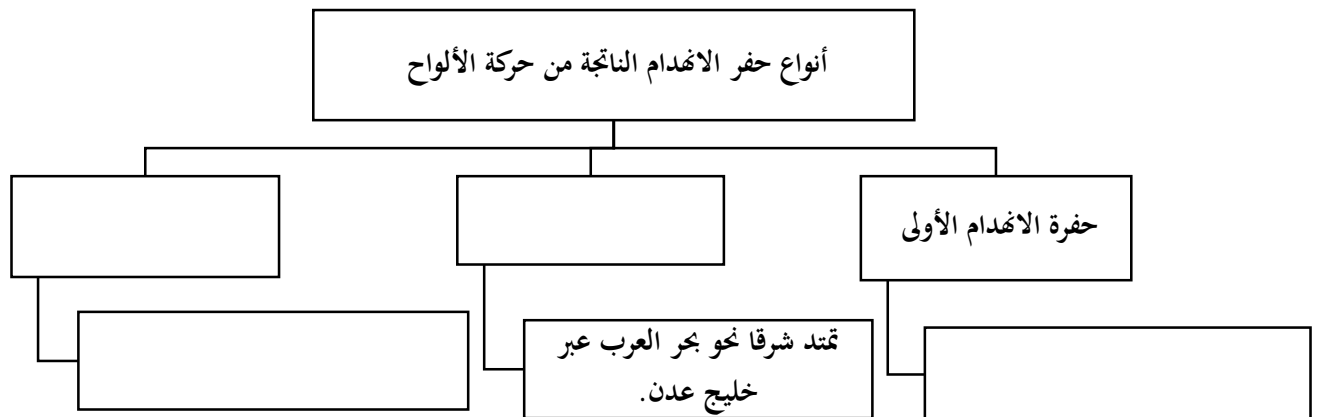 أنواع حفر الانهدام الناتجة من حركة الألواح
حفرة الانهدام الأولى
تمتد شرقا نحو بحر العرب عبر
خليج عدن.